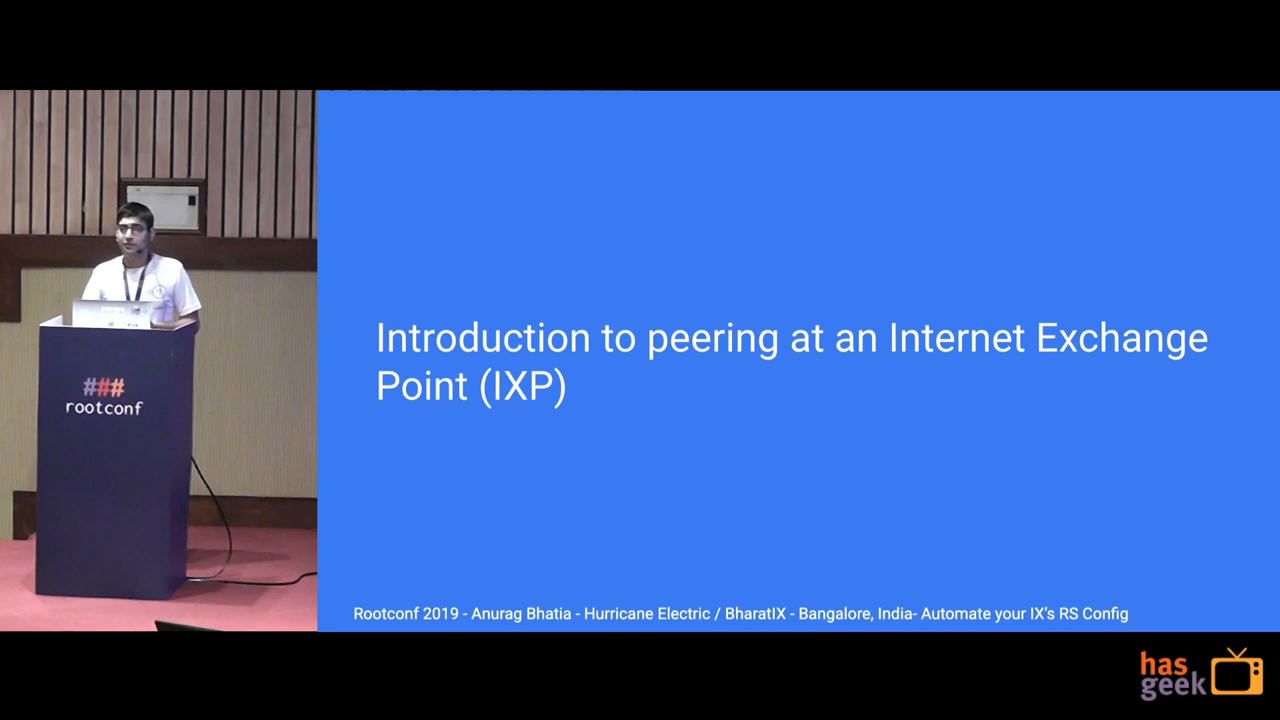 ###
rootconf
Introduction to peering at an Internet Exchange
Point (IXP)
Rootconf 2019 - Anurag Bhatia - Hurricane Electric / BharatIX - Bangalore, India- Automate your IX’s RS Config
has
geek